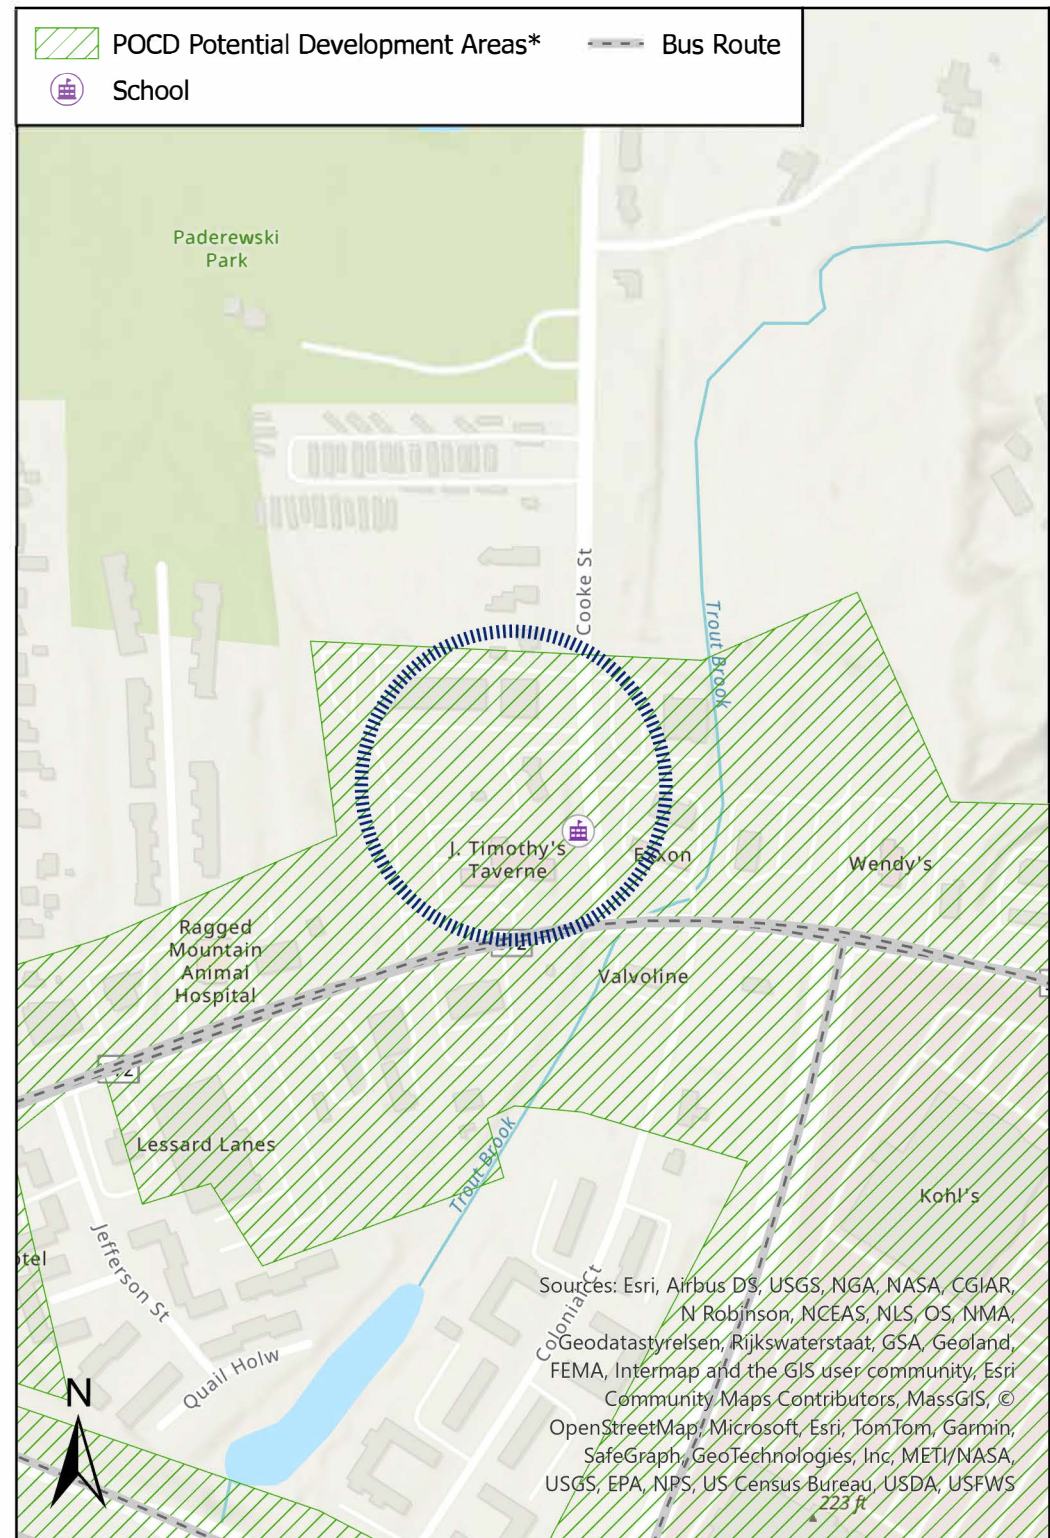 POCD Potential Development Areas*
Bus Route
School
Paderewski
Park
Cooke St
Trout Brook
J. Timothy's
Taverne
Exxon
Wendy's
Ragged
Mountain
Animal
Hospital
Valvoline
Lessard Lanes
Trout Brook
Kohl's
Jefferson St
Quail Holw
Colonial Ct
N
Sources: Esri, Airbus DS, USGS, NGA, NASA, CGIAR,
N Robinson, NCEAS, NLS, OS, NMA,
Geodatastyrelsen, Rijkswaterstaat, GSA, Geoland,
FEMA, Intermap and the GIS user community, Esri
Community Maps Contributors, MassGIS, ©
OpenStreetMap, Microsoft, Esri, TomTom, Garmin,
SafeGraph, GeoTechnologies, Inc, METI/NASA,
USGS, EPA, NPS, US Census Bureau, USDA, USFWS
223 ft